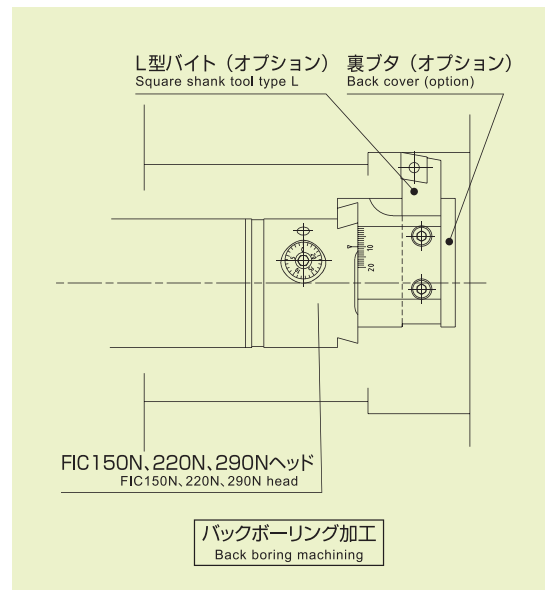 L型バイト（オプション）
Square shank tool type L
裏ブタ（オプション）
Back cover (option)
10
20
FIC150N、220N、290Nヘッド
FIC150N、220N、290N head
バックボーリング加工
Back boring machining